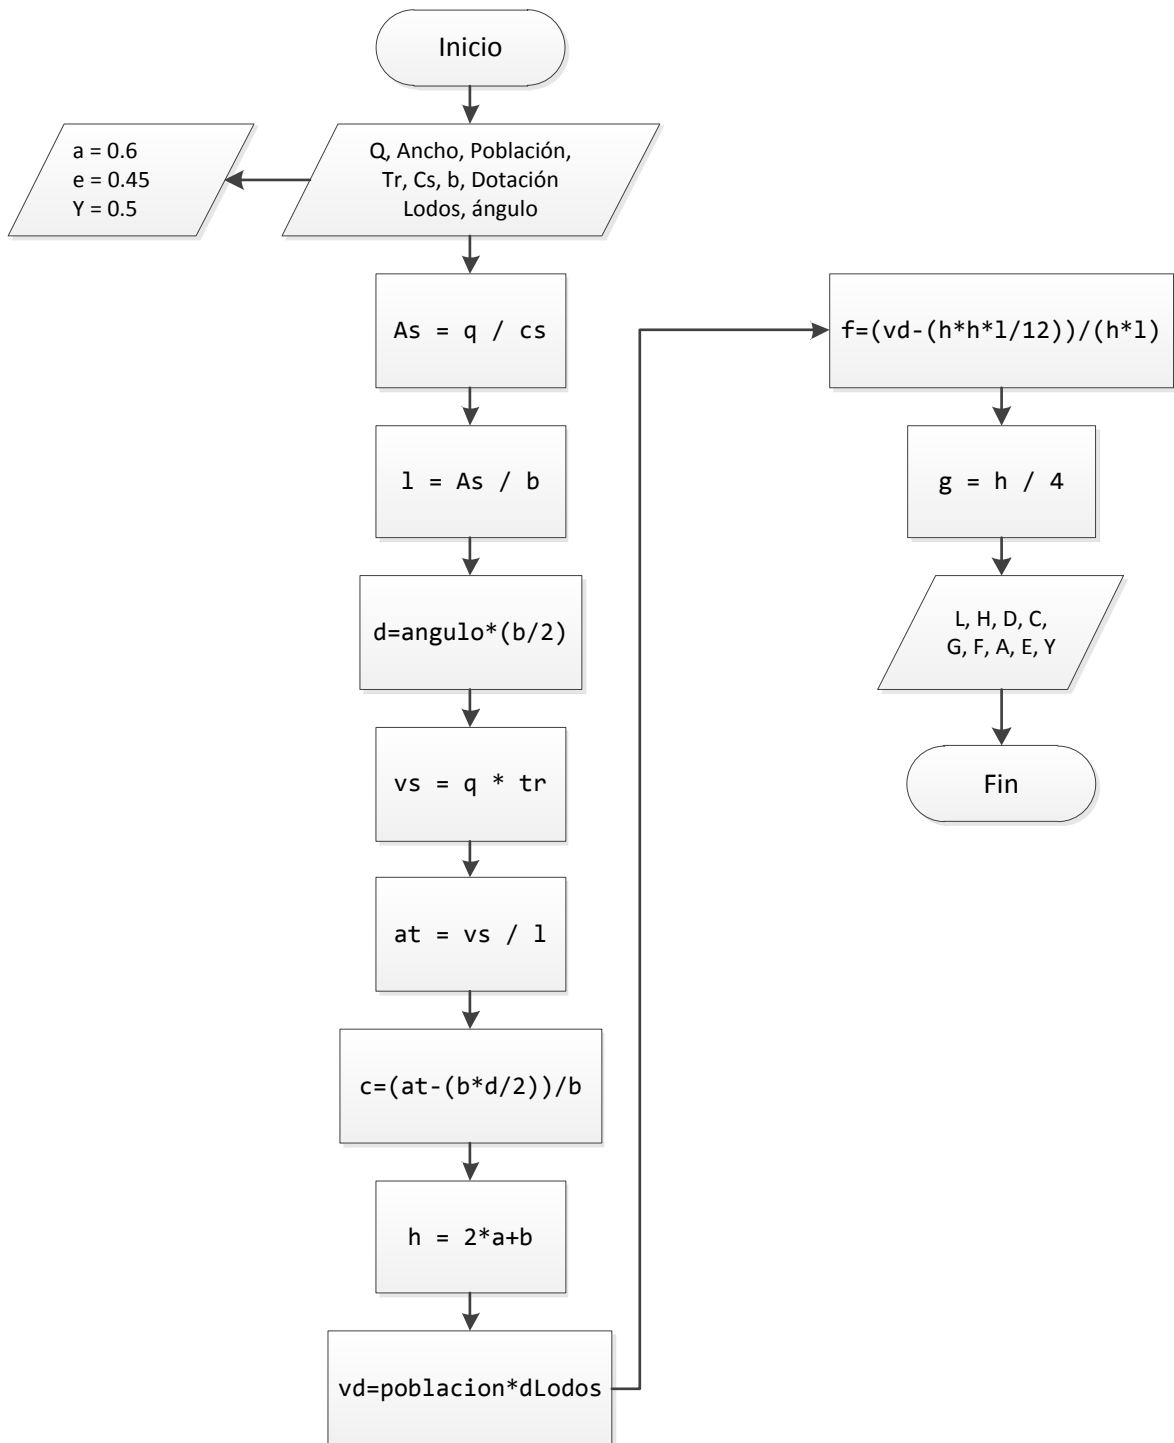 Inicio
a = 0.6
e = 0.45
Y = 0.5
Q, Ancho, Población,
Tr, Cs, b, Dotación
Lodos, ángulo
As = q / cs
l = As / b
d=angulo*(b/2)
vs = q * tr
at = vs / l
c=(at-(b*d/2))/b
h = 2*a+b
vd=poblacion*dLodos
f=(vd-(h*h*l/12))/(h*l)
g = h / 4
L, H, D, C,
G, F, A, E, Y
Fin